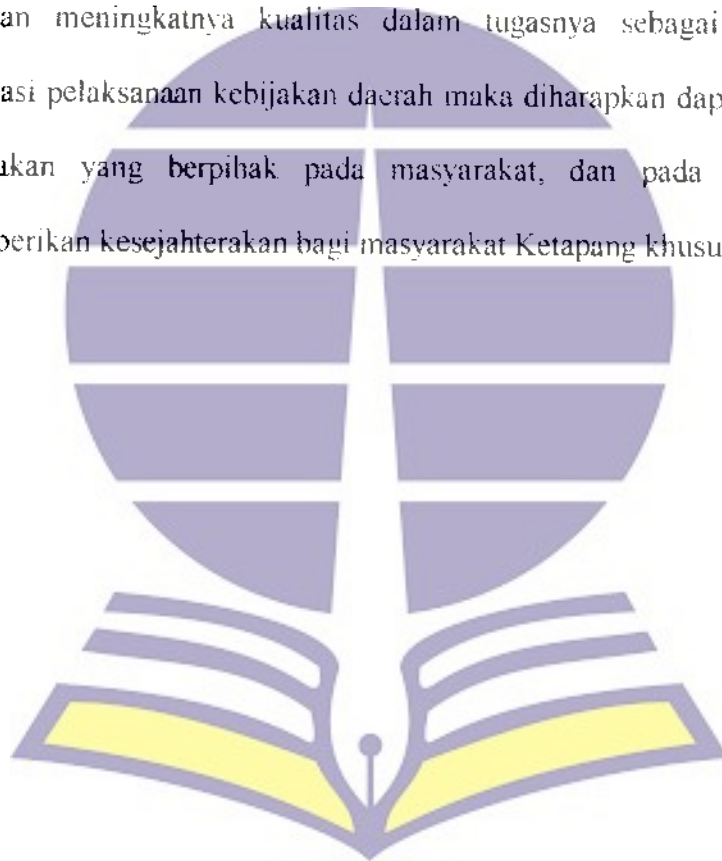 an meningkatnya kualitas dalam tugasnya sebagai
asi pelaksanaan kebijakan daerah maka diharapkan dap
akan yang berpihak pada masyarakat, dan pada
berikan kesejahterakan bagi masyarakat Ketapang khusu